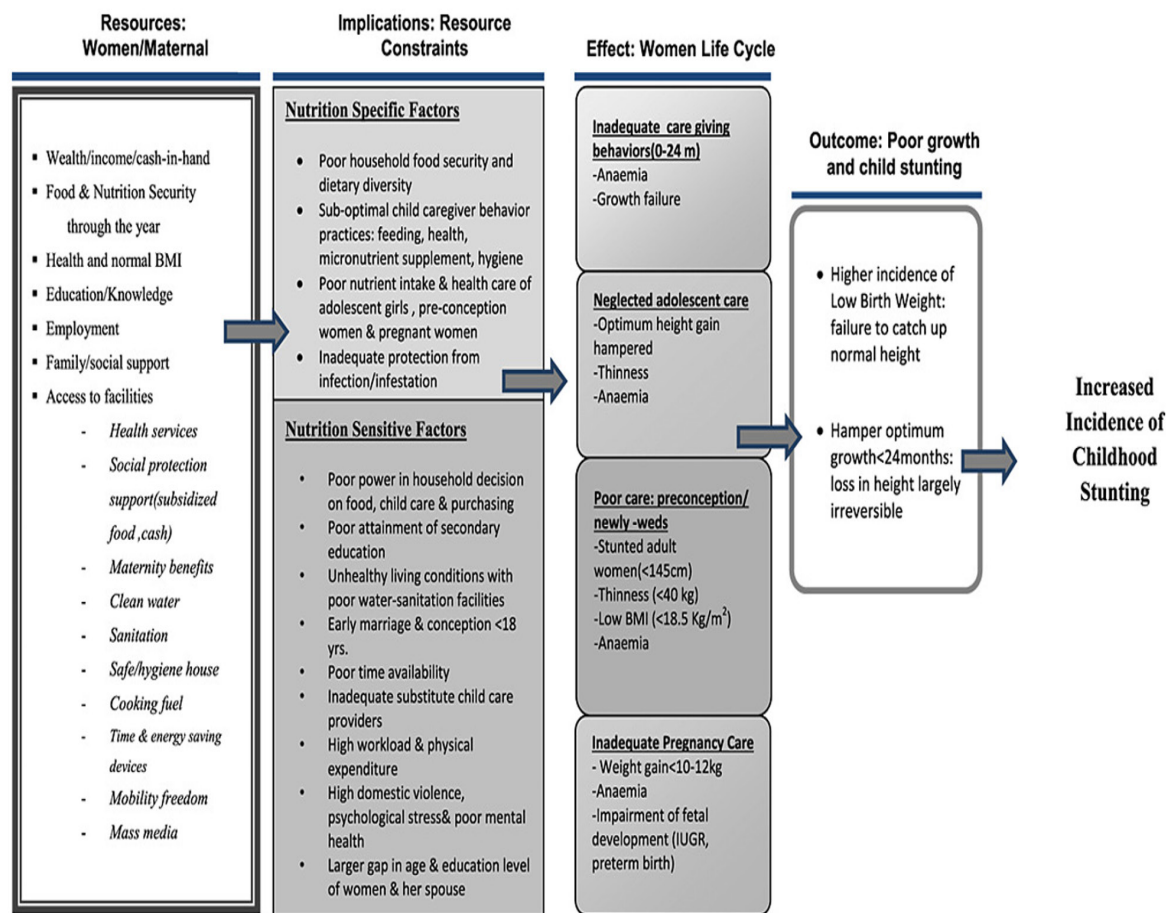 Resources:
Women/Maternal
▪ Wealth/income/cash-in-hand
▪ Food & Nutrition Security
through the year
▪ Health and normal BMI
▪ Education/Knowledge
▪ Employment
▪ Family/social support
▪ Access to facilities
- Health services
- Social protection
support(subsidized
food ,cash)
- Maternity benefits
- Clean water
- Sanitation
- Safe/hygiene house
- Cooking fuel
- Time & energy saving
devices
- Mobility freedom
- Mass media
Implications: Resource
Constraints
Nutrition Specific Factors
• Poor household food security and
dietary diversity
• Sub-optimal child caregiver behavior
practices: feeding, health,
micronutrient supplement, hygiene
• Poor nutrient intake & health care of
adolescent girls , pre-conception
women & pregnant women
• Inadequate protection from
infection/infestation
Nutrition Sensitive Factors
• Poor power in household decision
on food, child care & purchasing
• Poor attainment of secondary
education
• Unhealthy living conditions with
poor water-sanitation facilities
• Early marriage & conception <18
yrs.
• Poor time availability
• Inadequate substitute child care
providers
• High workload & physical
expenditure
• High domestic violence,
psychological stress& poor mental
health
• Larger gap in age & education level
of women & her spouse
Effect: Women Life Cycle
Inadequate care giving
behaviors(0-24 m)
-Anaemia
-Growth failure
Neglected adolescent care
-Optimum height gain
hampered
-Thinness
-Anaemia
Poor care: preconception/
newly -weds
-Stunted adult
women(<145cm)
-Thinness (<40 kg)
-Low BMI (<18.5 Kg/m²)
-Anaemia
Inadequate Pregnancy Care
- Weight gain<10-12kg
-Anaemia
-Impairment of fetal
development (IUGR,
preterm birth)
Outcome: Poor growth
and child stunting
• Higher incidence of
Low Birth Weight:
failure to catch up
normal height
• Hamper optimum
growth<24months:
loss in height largely
irreversible
Increased
Incidence of
Childhood
Stunting